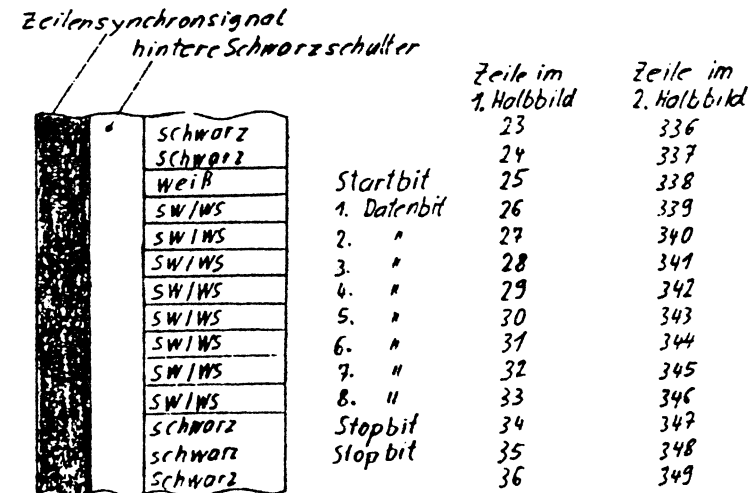 Zeilensynchronsignal
hintere Schwarzschulter
Zeile im Zeile im
1. Halbbild 2. Halbbild
schwarz 23 336
schwarz 24 337
weiß Startbit 25 338
sw/ws 1. Datenbit 26 339
sw/ws 2. " 27 340
sw/ws 3. " 28 341
sw/ws 4. " 29 342
sw/ws 5. " 30 343
sw/ws 6. " 31 344
sw/ws 7. " 32 345
sw/ws 8. " 33 346
schwarz Stopbit 34 347
schwarz Stopbit 35 348
schwarz 36 349